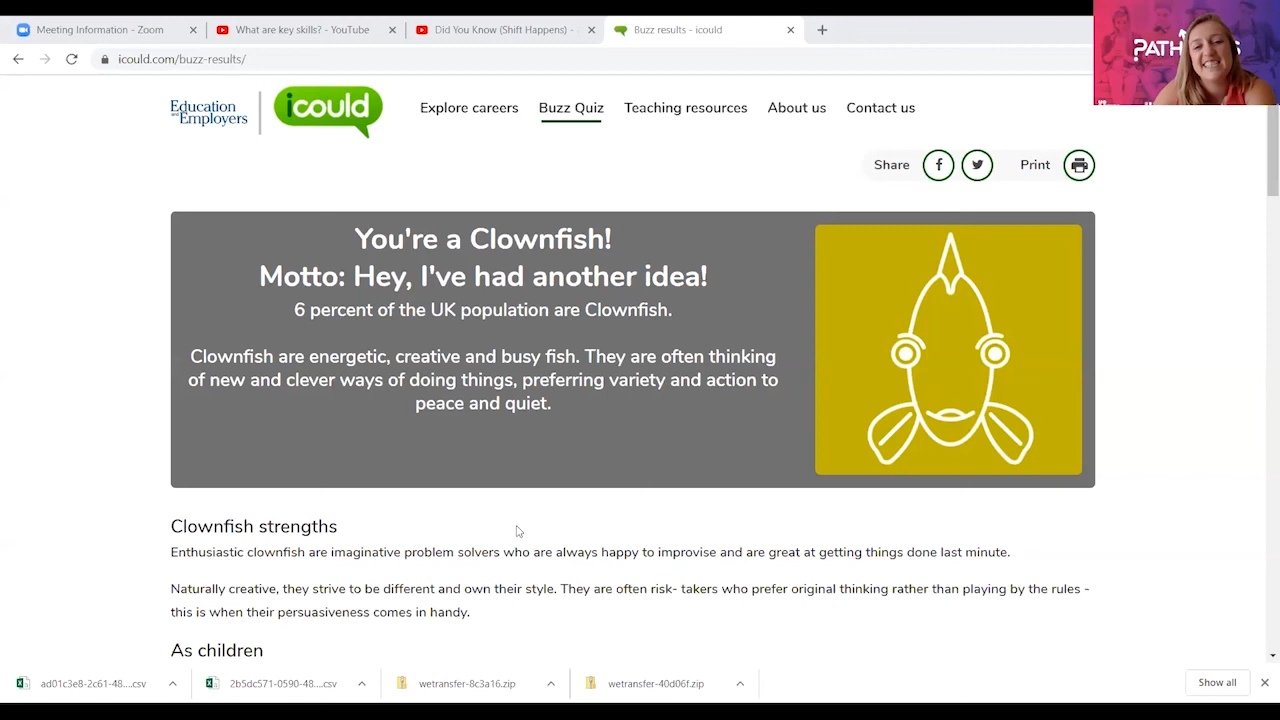 Meeting Information - Zoom
What are key skills? - YouTube
Did You Know (Shift Happens) -
Buzz results - icould
icould.com/buzz-results/
Education
and Employers
icould
Explore careers
Buzz Quiz
Teaching resources
About us
Contact us
Share
Print
You're a Clownfish!
Motto: Hey, I've had another idea!
6 percent of the UK population are Clownfish.
Clownfish are energetic, creative and busy fish. They are often thinking
of new and clever ways of doing things, preferring variety and action to
peace and quiet.
Clownfish strengths
Enthusiastic clownfish are imaginative problem solvers who are always happy to improvise and are great at getting things done last minute.
Naturally creative, they strive to be different and own their style. They are often risk- takers who prefer original thinking rather than playing by the rules -
this is when their persuasiveness comes in handy.
As children
ad01c3e8-2c61-48....csv
2b5dc571-0590-48....csv
wetransfer-8c3a16.zip
wetransfer-40d06f.zip
Show all